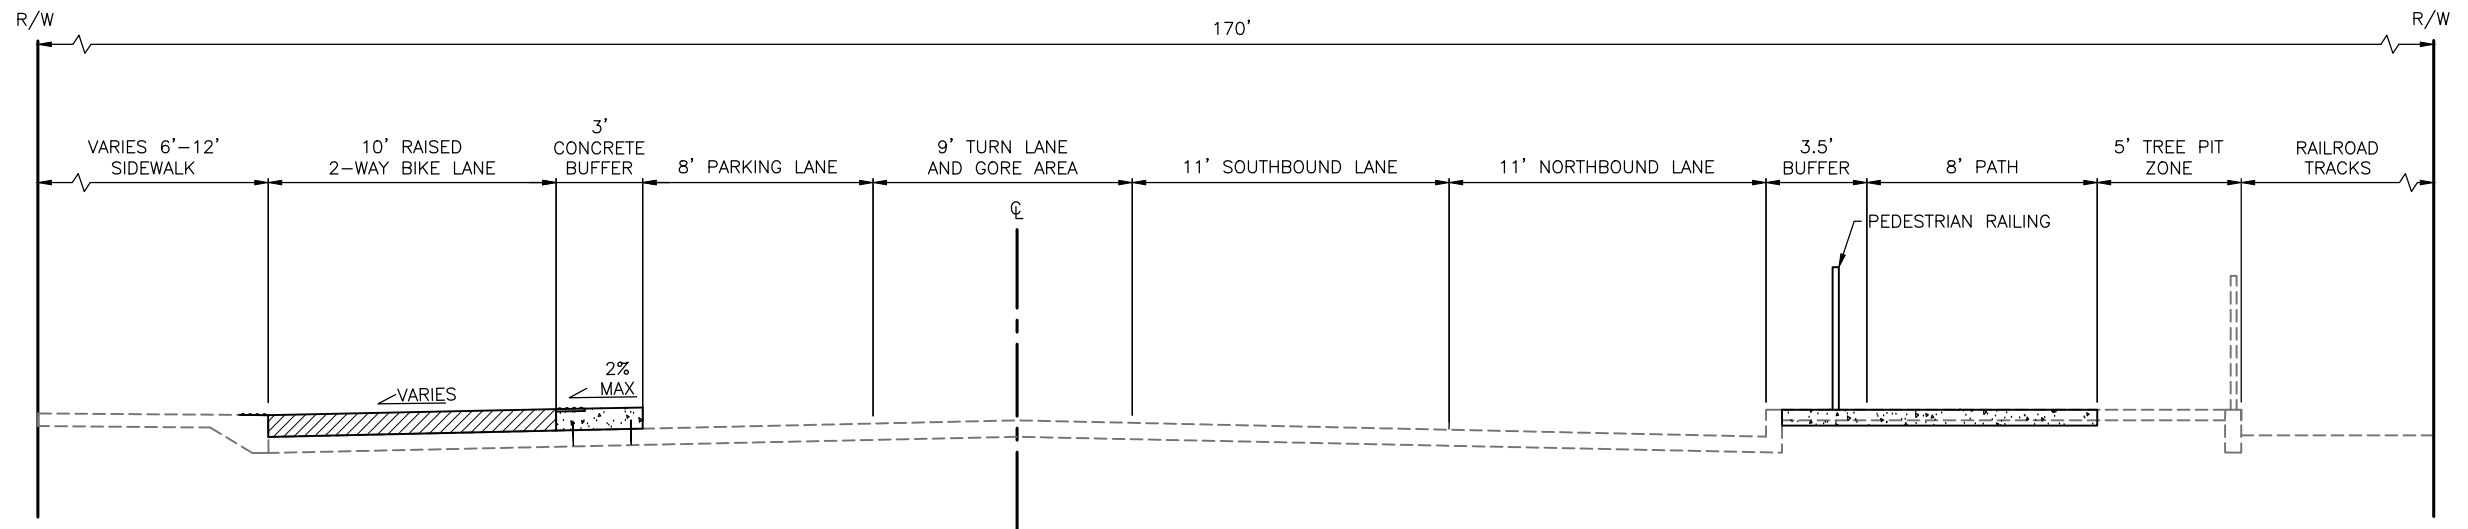 R/W
R/W
170'
VARIES 6'-12'
SIDEWALK
10' RAISED
2-WAY BIKE LANE
3'
CONCRETE
BUFFER
8' PARKING LANE
9' TURN LANE
AND GORE AREA
11' SOUTHBOUND LANE
11' NORTHBOUND LANE
3.5'
BUFFER
8' PATH
5' TREE PIT
ZONE
RAILROAD
TRACKS
℄
PEDESTRIAN RAILING
VARIES
2%
MAX